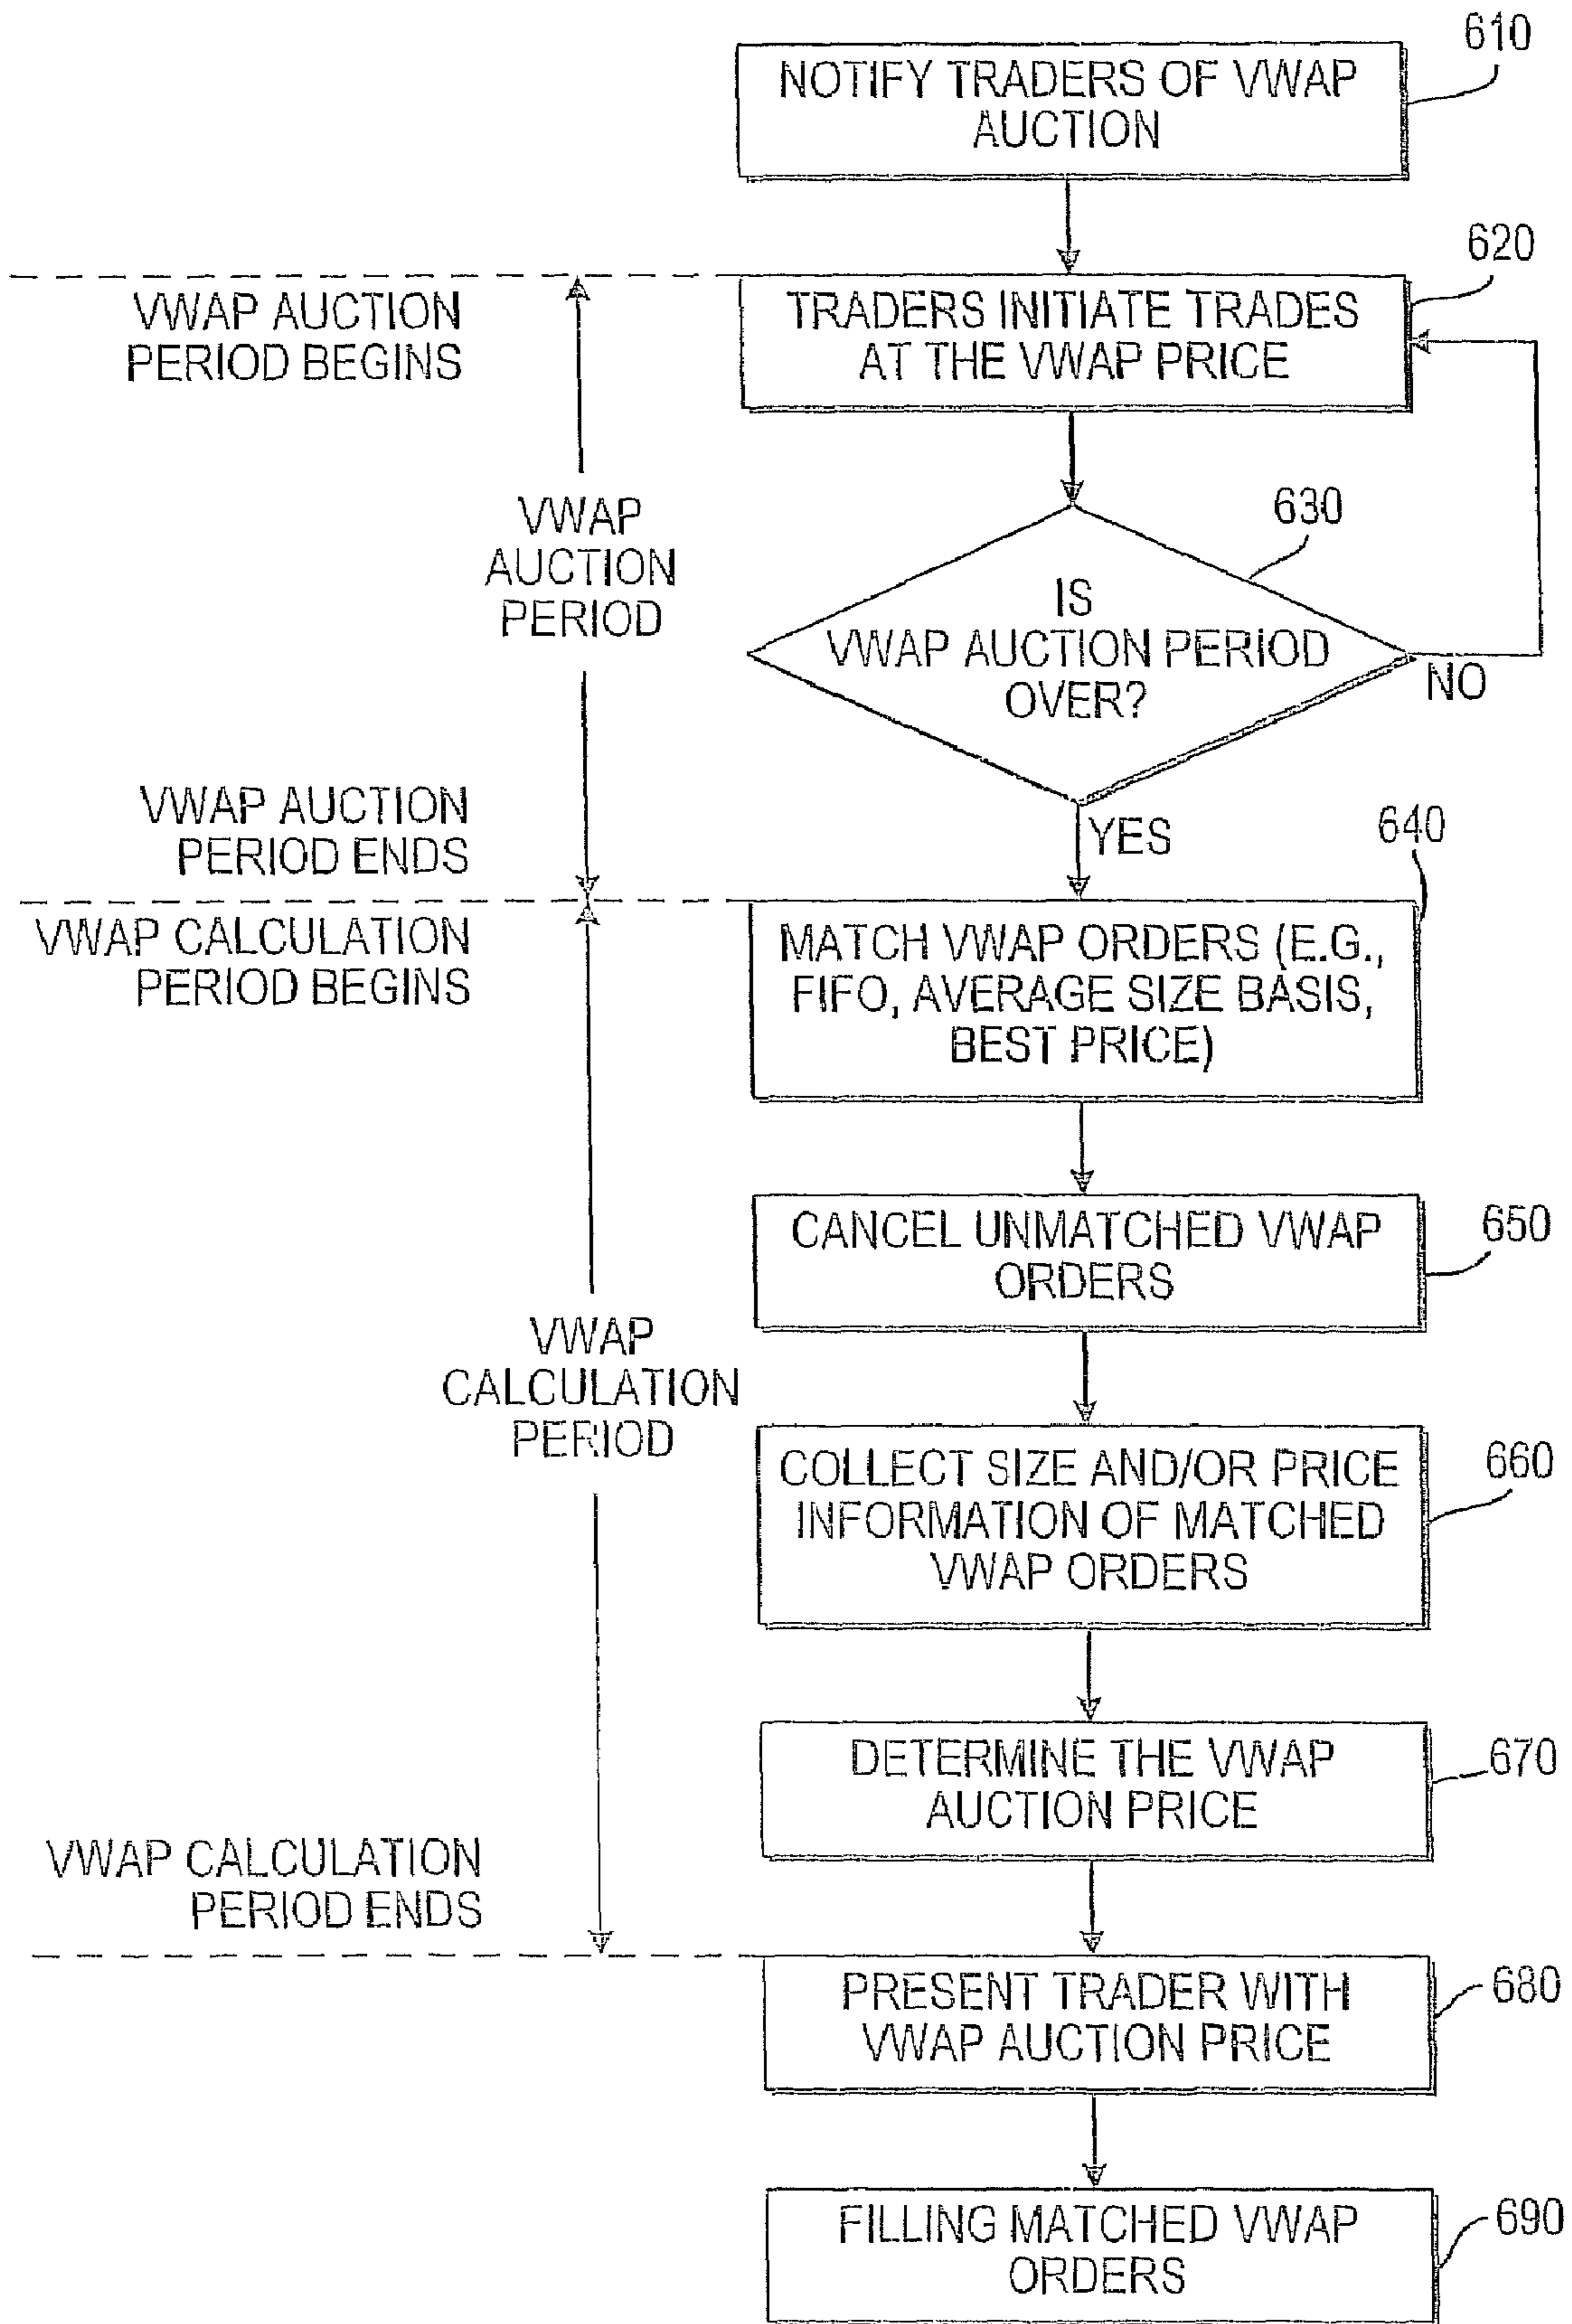 610
NOTIFY TRADERS OF VWAP
AUCTION
620
VWAP AUCTION
PERIOD BEGINS
TRADERS INITIATE TRADES
AT THE VWAP PRICE
VWAP
AUCTION
PERIOD
630
IS
VWAP AUCTION PERIOD
OVER?
NO
YES
VWAP AUCTION
PERIOD ENDS
640
VWAP CALCULATION
PERIOD BEGINS
MATCH VWAP ORDERS (E.G.,
FIFO, AVERAGE SIZE BASIS,
BEST PRICE)
CANCEL UNMATCHED VWAP
ORDERS
650
VWAP
CALCULATION
PERIOD
COLLECT SIZE AND/OR PRICE
INFORMATION OF MATCHED
VWAP ORDERS
660
DETERMINE THE VWAP
AUCTION PRICE
670
VWAP CALCULATION
PERIOD ENDS
PRESENT TRADER WITH
VWAP AUCTION PRICE
680
FILLING MATCHED VWAP
ORDERS
690